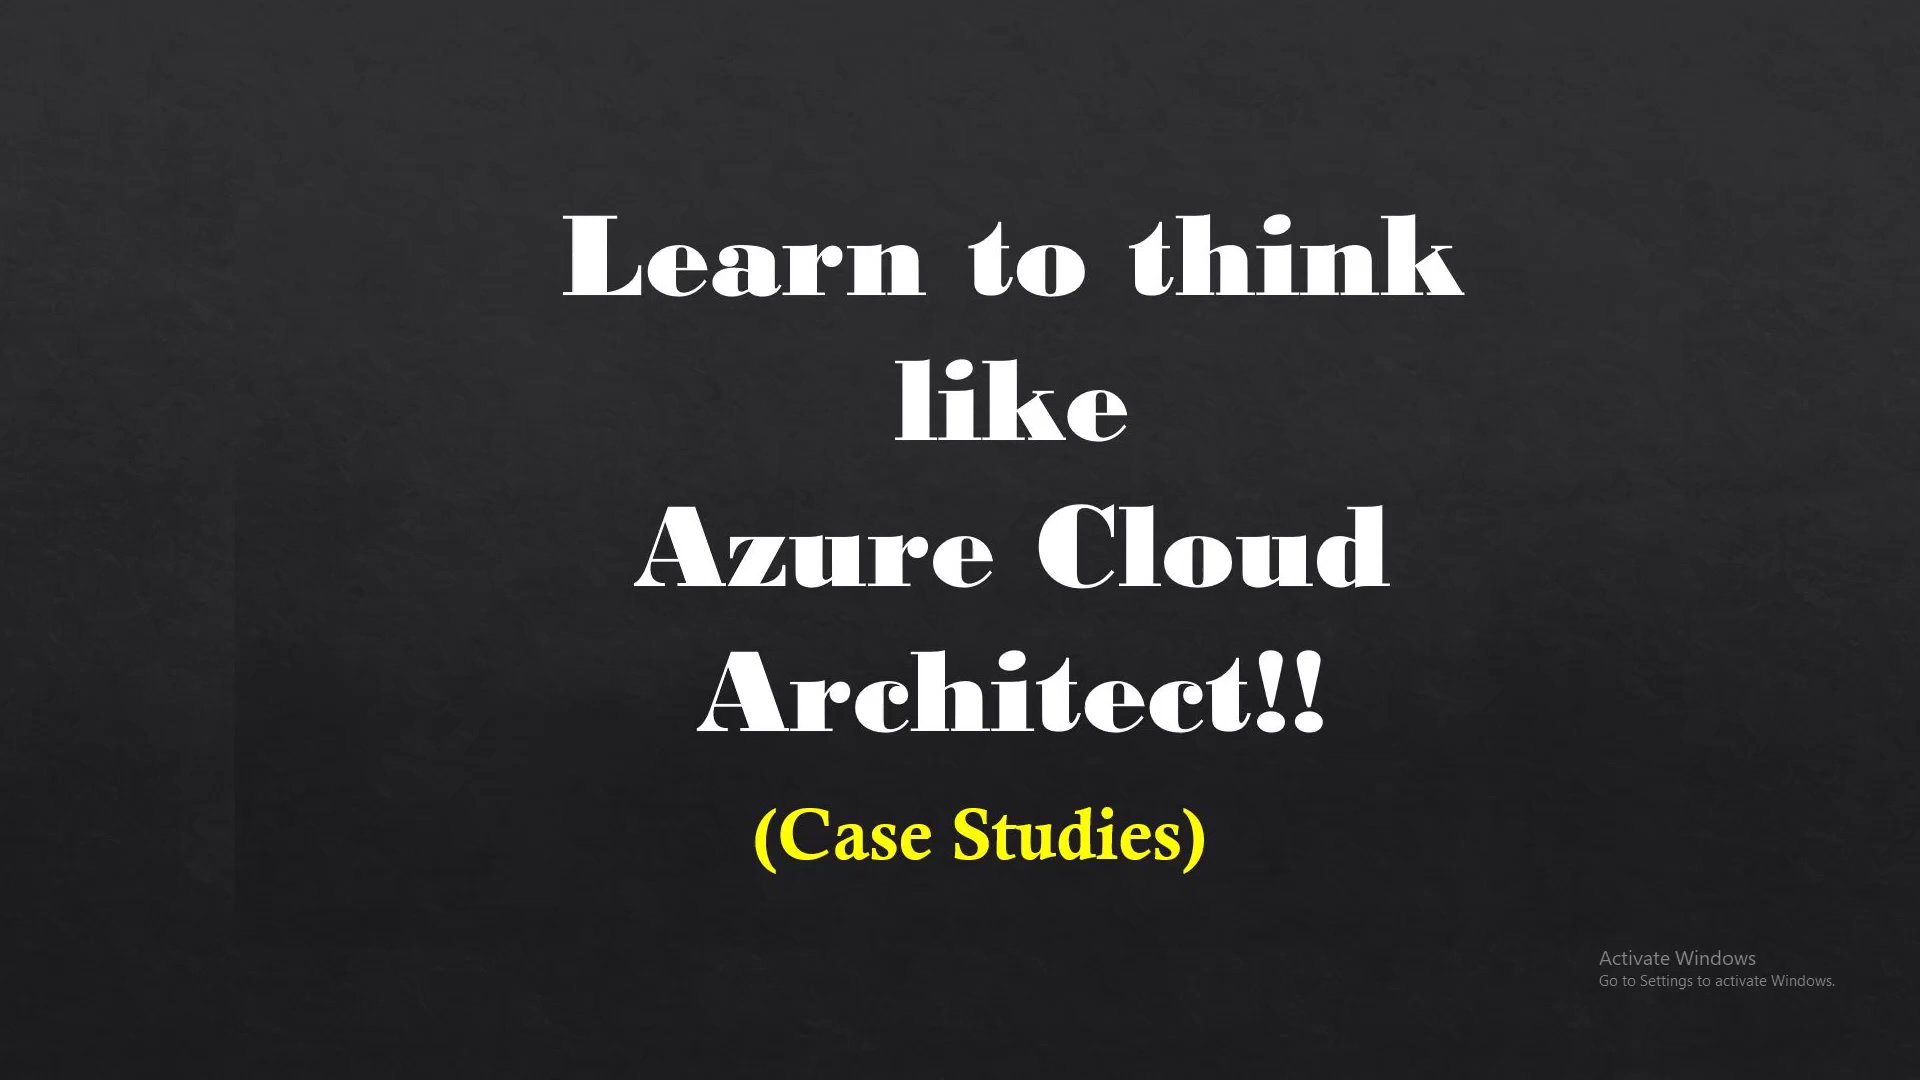 Learn to think
like
Azure Cloud
Architect!!
(Case Studies)
Activate Windows
Go to Settings to activate Windows.